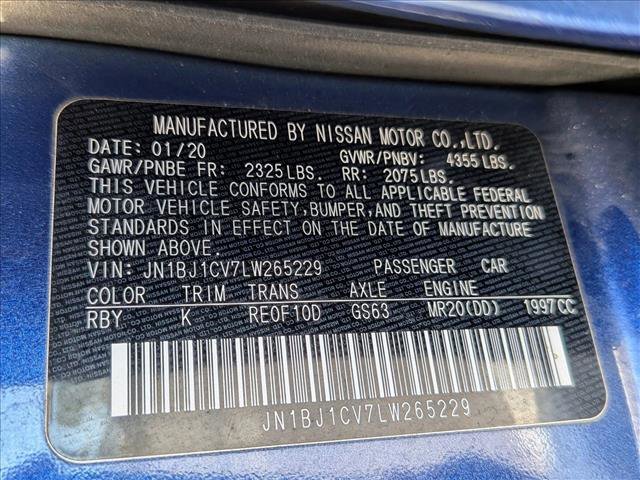 MANUFACTURED BY NISSAN MOTOR CO.,LTD.
DATE: 01/20 GVWR/PNBV: 4355 LBS.
GAWR/PNBE FR: 2325 LBS. RR: 2075 LBS.
THIS VEHICLE CONFORMS TO ALL APPLICABLE FEDERAL
MOTOR VEHICLE SAFETY, BUMPER, AND THEFT PREVENTION
STANDARDS IN EFFECT ON THE DATE OF MANUFACTURE
SHOWN ABOVE.
VIN: JN1BJ1CV7LW265229 PASSENGER CAR
COLOR TRIM TRANS AXLE ENGINE
RBY K RE0F10D GS63 MR20(DD) 1997CC
JN1BJ1CV7LW265229